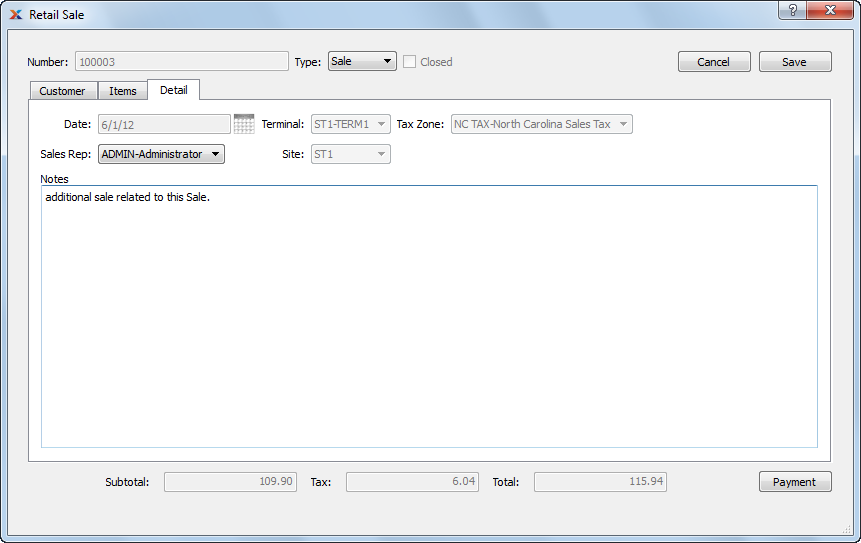 Retail Sale
Number: 100003 Type: Sale Closed Cancel Save
Customer Items Detail
Date: 6/1/12 Terminal: ST1-TERM1 Tax Zone: NC TAX-North Carolina Sales Tax
Sales Rep: ADMIN-Administrator Site: ST1
Notes
additional sale related to this Sale.
Subtotal: 109.90 Tax: 6.04 Total: 115.94 Payment